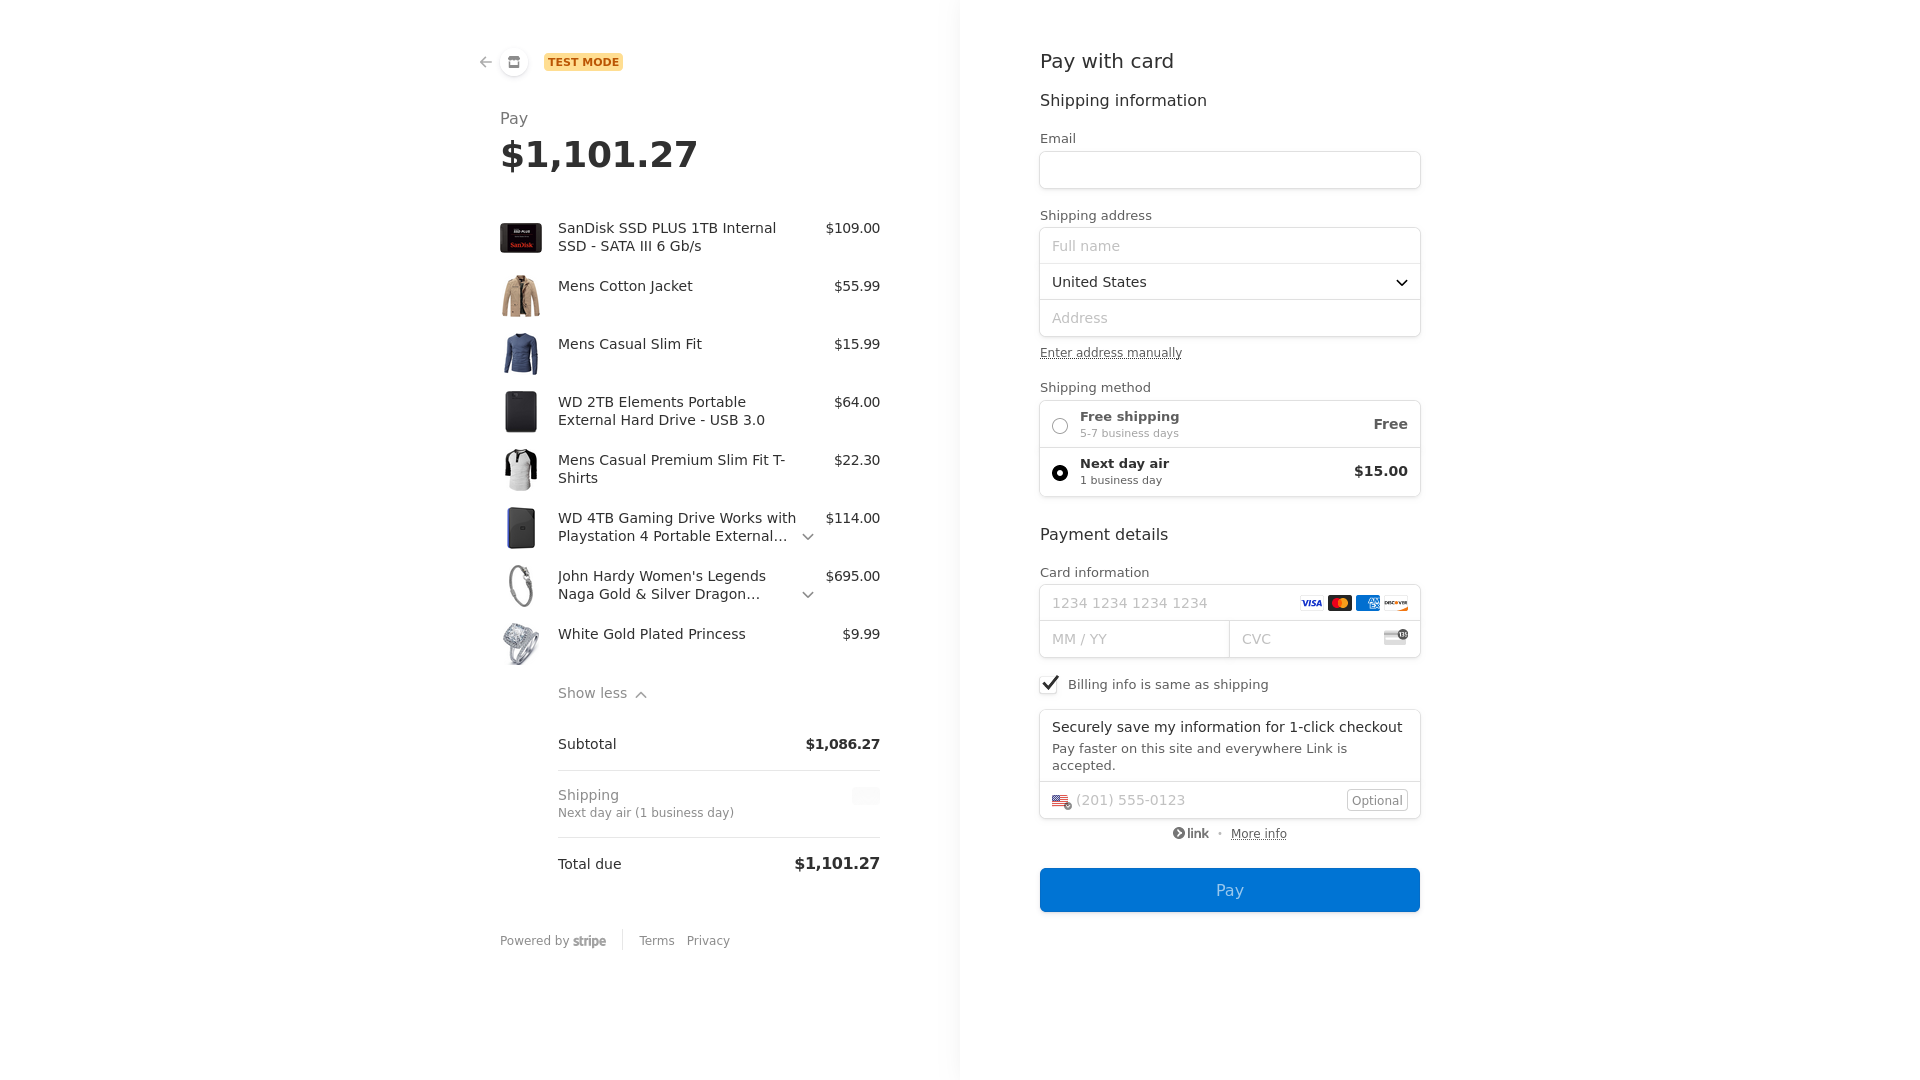 TEST MODE
Pay
$1,101.27
SanDisk SSD PLUS 1TB Internal $109.00
SSD - SATA III 6 Gb/s
Mens Cotton Jacket $55.99
Mens Casual Slim Fit $15.99
WD 2TB Elements Portable $64.00
External Hard Drive - USB 3.0
Mens Casual Premium Slim Fit T- $22.30
Shirts
WD 4TB Gaming Drive Works with $114.00
Playstation 4 Portable External...
John Hardy Women's Legends $695.00
Naga Gold & Silver Dragon...
White Gold Plated Princess $9.99
Show less
Subtotal $1,086.27
Shipping
Next day air (1 business day)
Total due $1,101.27
Powered by stripe Terms Privacy
Pay with card
Shipping information
Email
Shipping address
Full name
United States
Address
Enter address manually
Shipping method
Free shipping Free
5-7 business days
Next day air $15.00
1 business day
Payment details
Card information
1234 1234 1234 1234 VISA AMEX DISCOVER
MM / YY CVC 135
Billing info is same as shipping
Securely save my information for 1-click checkout
Pay faster on this site and everywhere Link is
accepted.
(201) 555-0123 Optional
link • More info
Pay